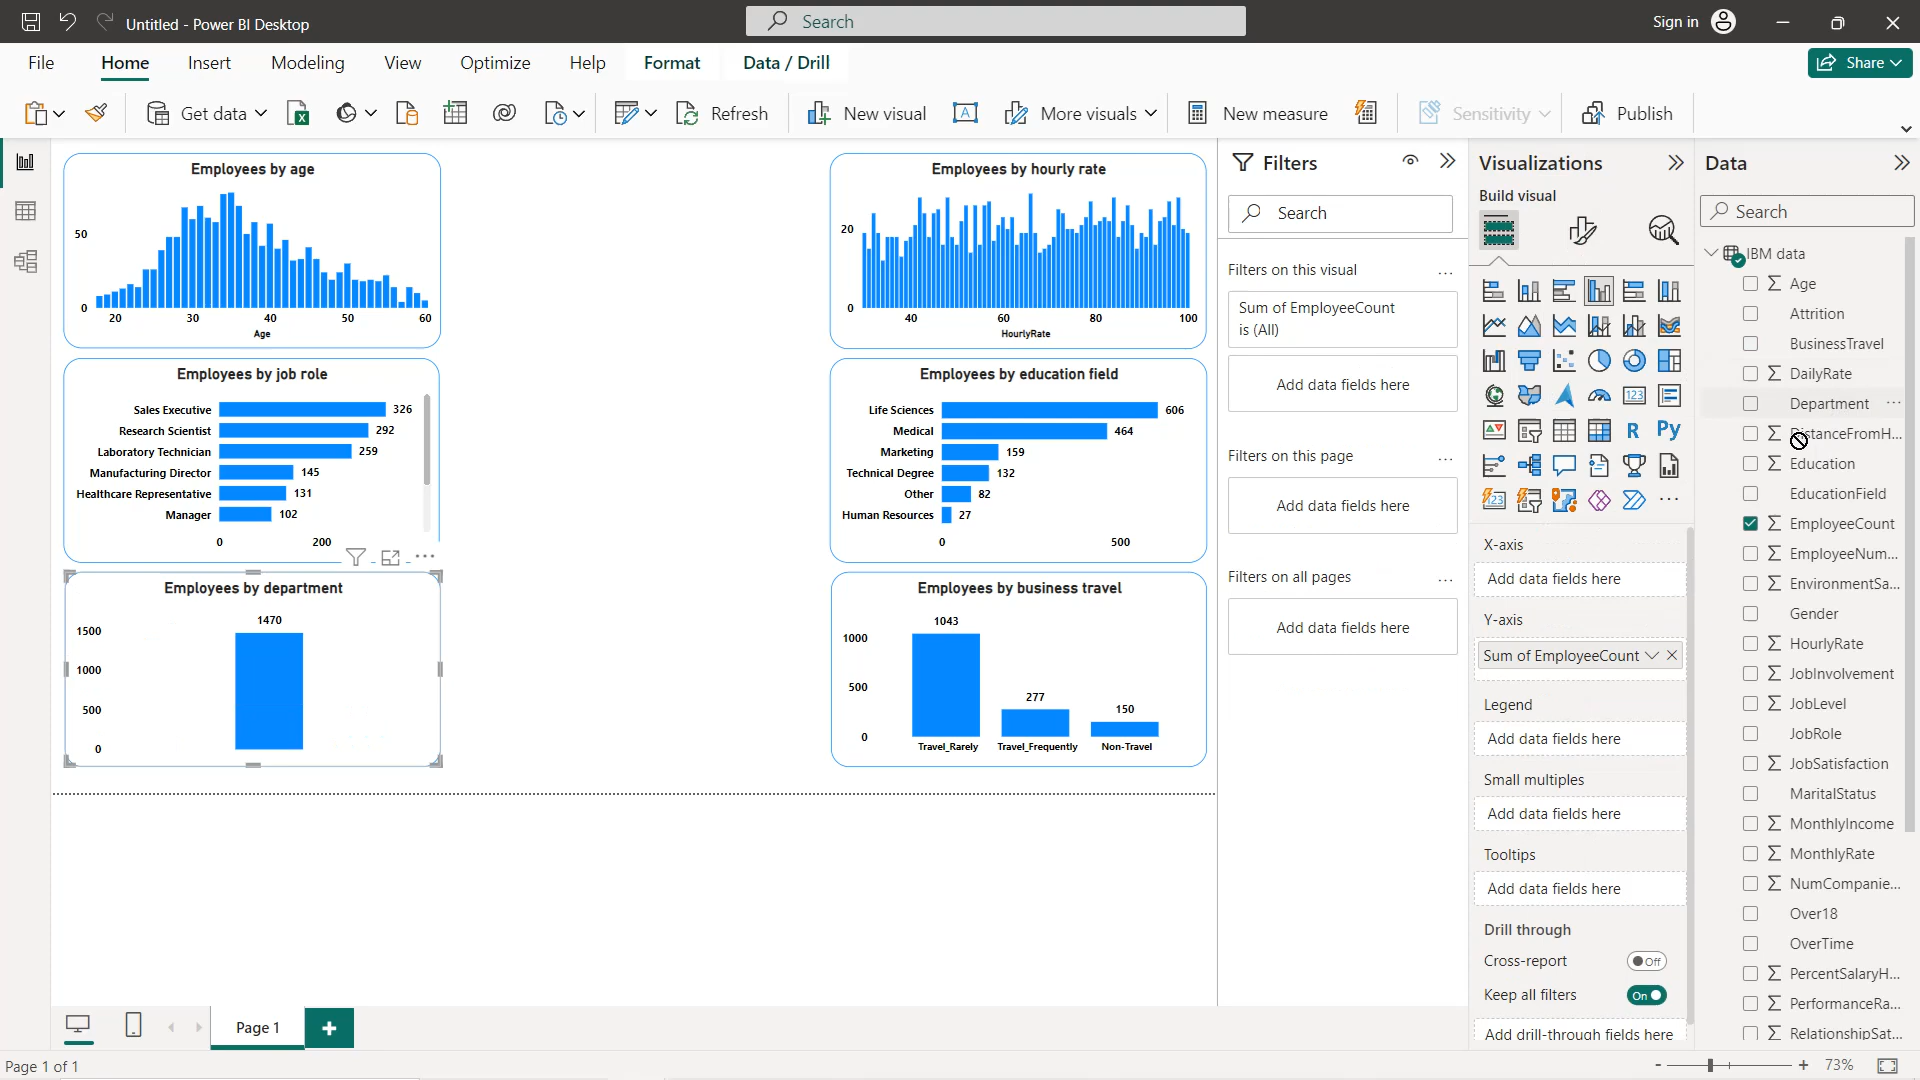 Untitled - Power BI Desktop
Search
Sign in
File
Home
Insert
Modeling
View
Optimize
Help
Format
Data / Drill
Share
Get data
Refresh
New visual
More visuals
New measure
Sensitivity
Publish
Employees by age
50
0
20
30
40
50
60
Age
Employees by hourly rate
20
0
40
60
80
100
HourlyRate
Employees by job role
Sales Executive
326
Research Scientist
292
Laboratory Technician
259
Manufacturing Director
145
Healthcare Representative
131
Manager
102
0
200
Employees by education field
Life Sciences
606
Medical
464
Marketing
159
Technical Degree
132
Other
82
Human Resources
27
0
500
Employees by department
1470
1500
1000
500
0
Employees by business travel
1043
277
150
1000
500
0
Travel_Rarely
Travel_Frequently
Non-Travel
Filters
Search
Filters on this visual
...
Sum of EmployeeCount
is (All)
Add data fields here
Filters on this page
...
Add data fields here
Filters on all pages
...
Add data fields here
Visualizations
Build visual
123
R
Py
123
X-axis
Add data fields here
Y-axis
Sum of EmployeeCount
Legend
Add data fields here
Small multiples
Add data fields here
Tooltips
Add data fields here
Drill through
Cross-report
Off
Keep all filters
On
Add drill-through fields here
Data
Search
IBM data
Age
Attrition
BusinessTravel
DailyRate
Department
DistanceFromH...
Education
EducationField
EmployeeCount
EmployeeNum...
EnvironmentSa...
Gender
HourlyRate
JobInvolvement
JobLevel
JobRole
JobSatisfaction
MaritalStatus
MonthlyIncome
MonthlyRate
NumCompanie...
Over18
OverTime
PercentSalaryH...
PerformanceRa...
RelationshipSat...
Page 1
Page 1 of 1
- + 73%